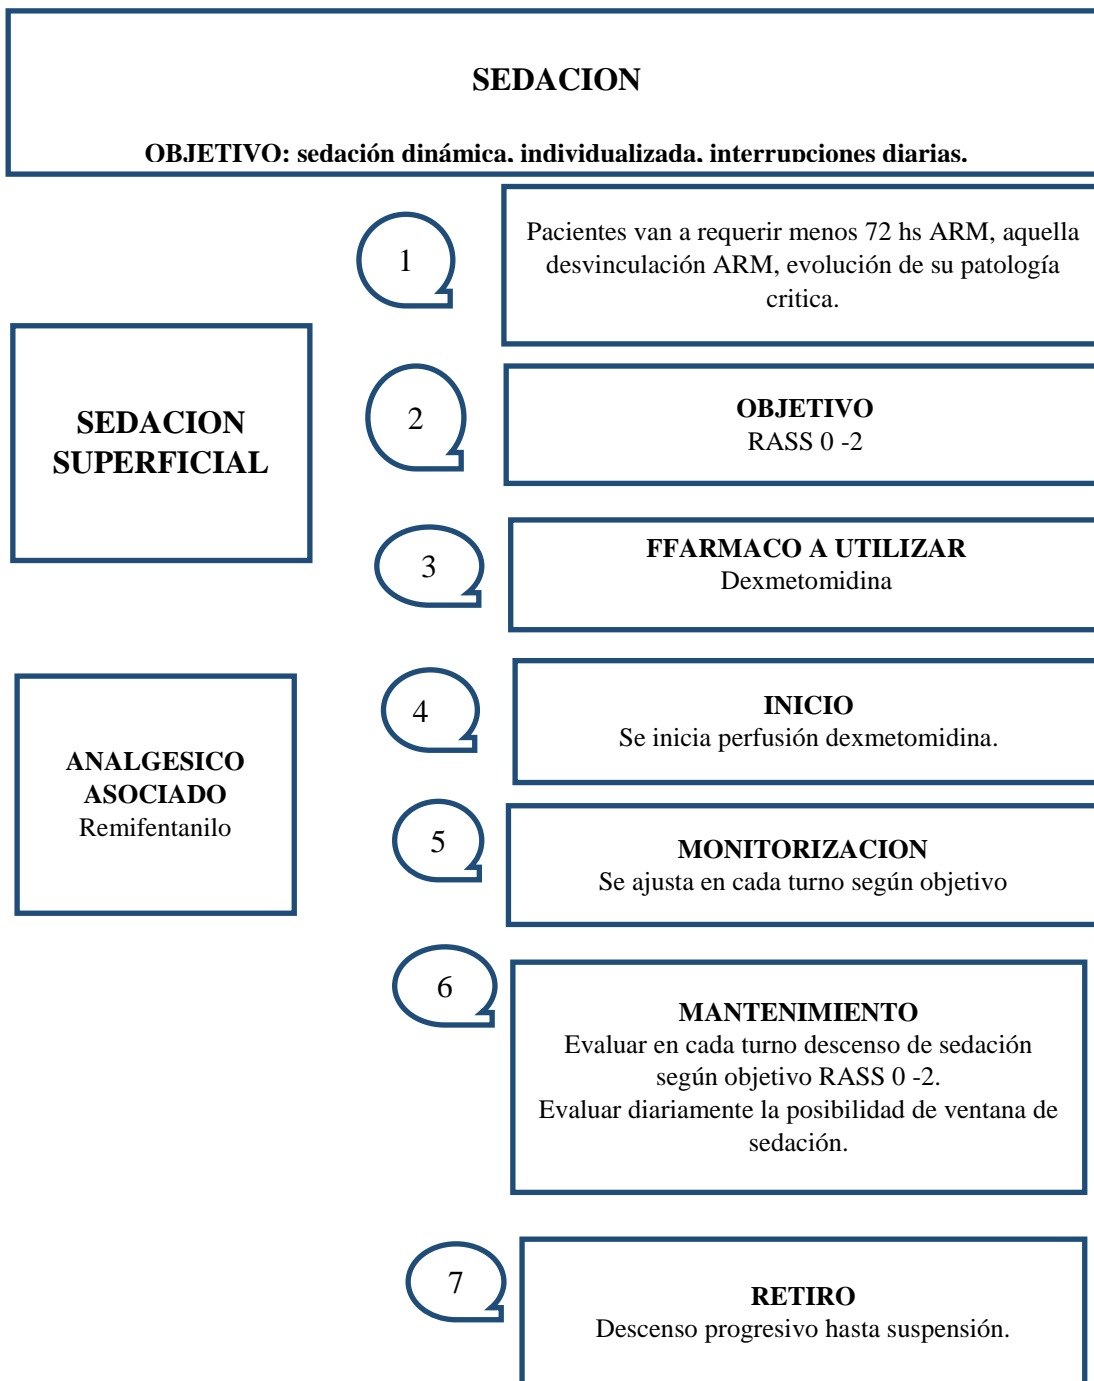 SEDACION
OBJETIVO: sedación dinámica, individualizada, interrupciones diarias.
1
Pacientes van a requerir menos 72 hs ARM, aquella
desvinculación ARM, evolución de su patología
critica.
SEDACION
SUPERFICIAL
2
OBJETIVO
RASS 0 -2
3
FFARMACO A UTILIZAR
Dexmetomidina
ANALGESICO
ASOCIADO
Remifentanilo
4
INICIO
Se inicia perfusión dexmetomidina.
5
MONITORIZACION
Se ajusta en cada turno según objetivo
6
MANTENIMIENTO
Evaluar en cada turno descenso de sedación
según objetivo RASS 0 -2.
Evaluar diariamente la posibilidad de ventana de
sedación.
7
RETIRO
Descenso progresivo hasta suspensión.